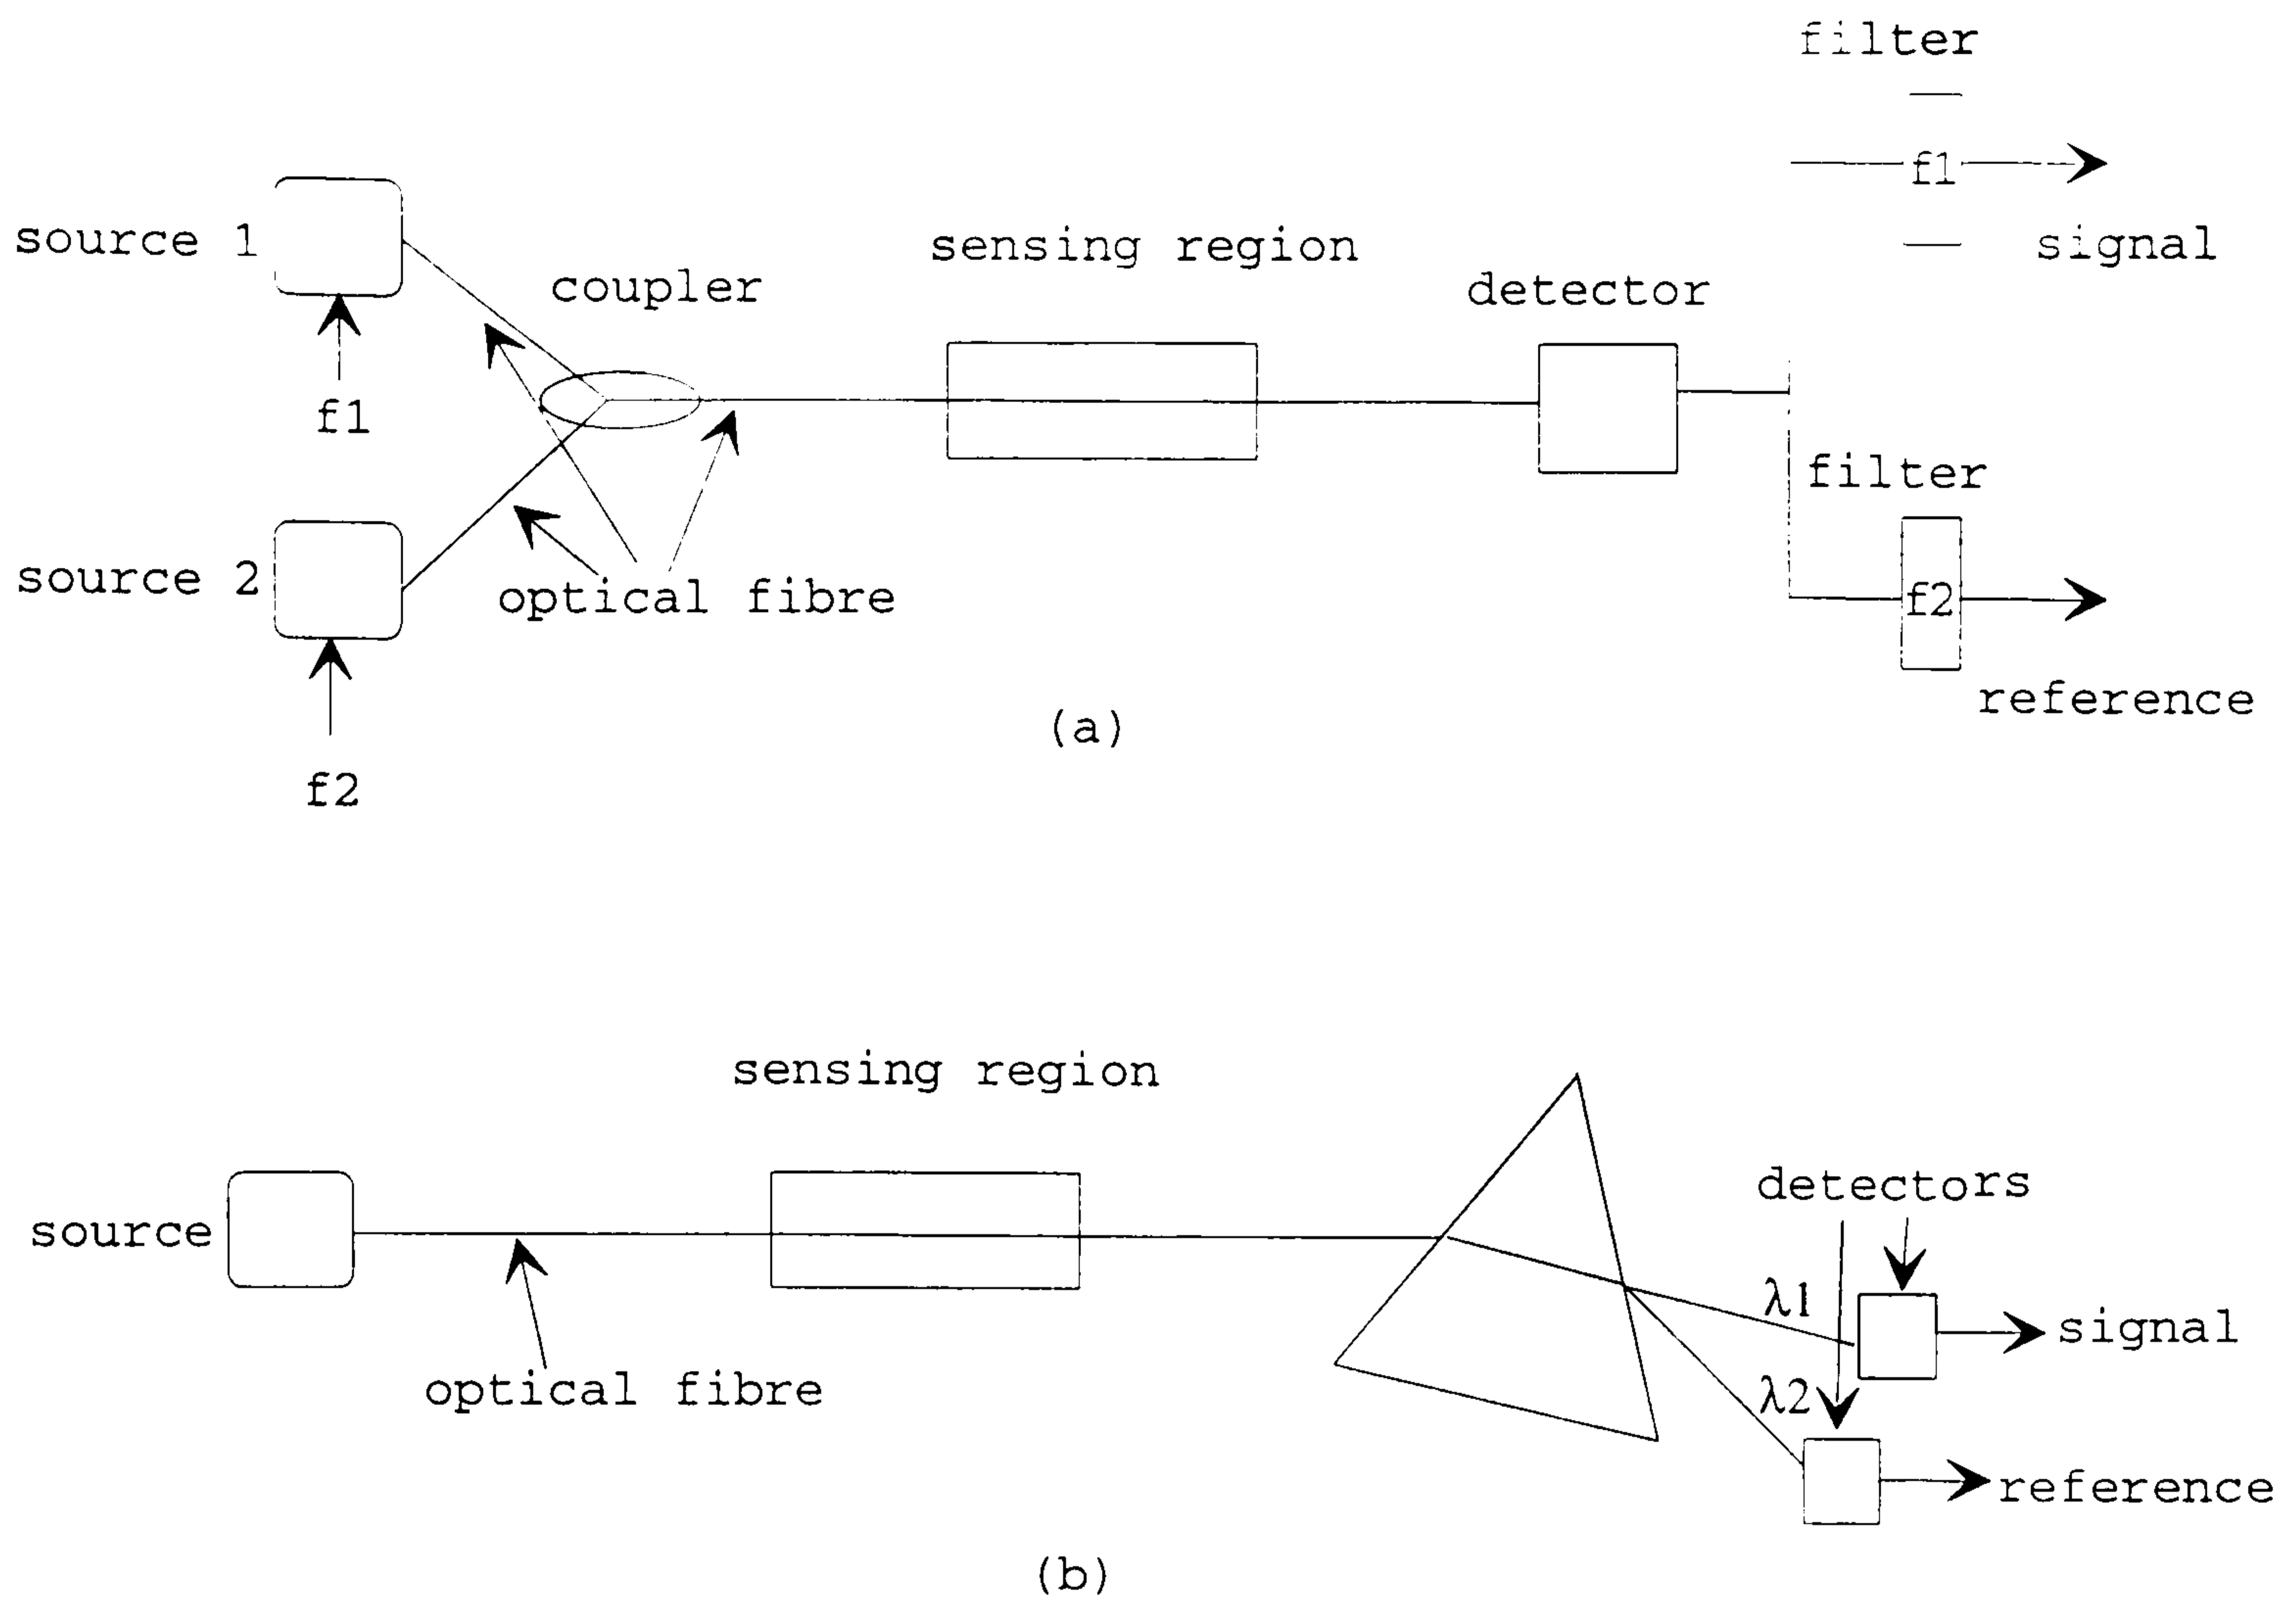 filter
f1
source 1
sensing region
signal
coupler
detector
f1
filter
source 2
optical fibre
f2
reference
(a)
f2
sensing region
detectors
source
λ1
signal
optical fibre
λ2
reference
(b)